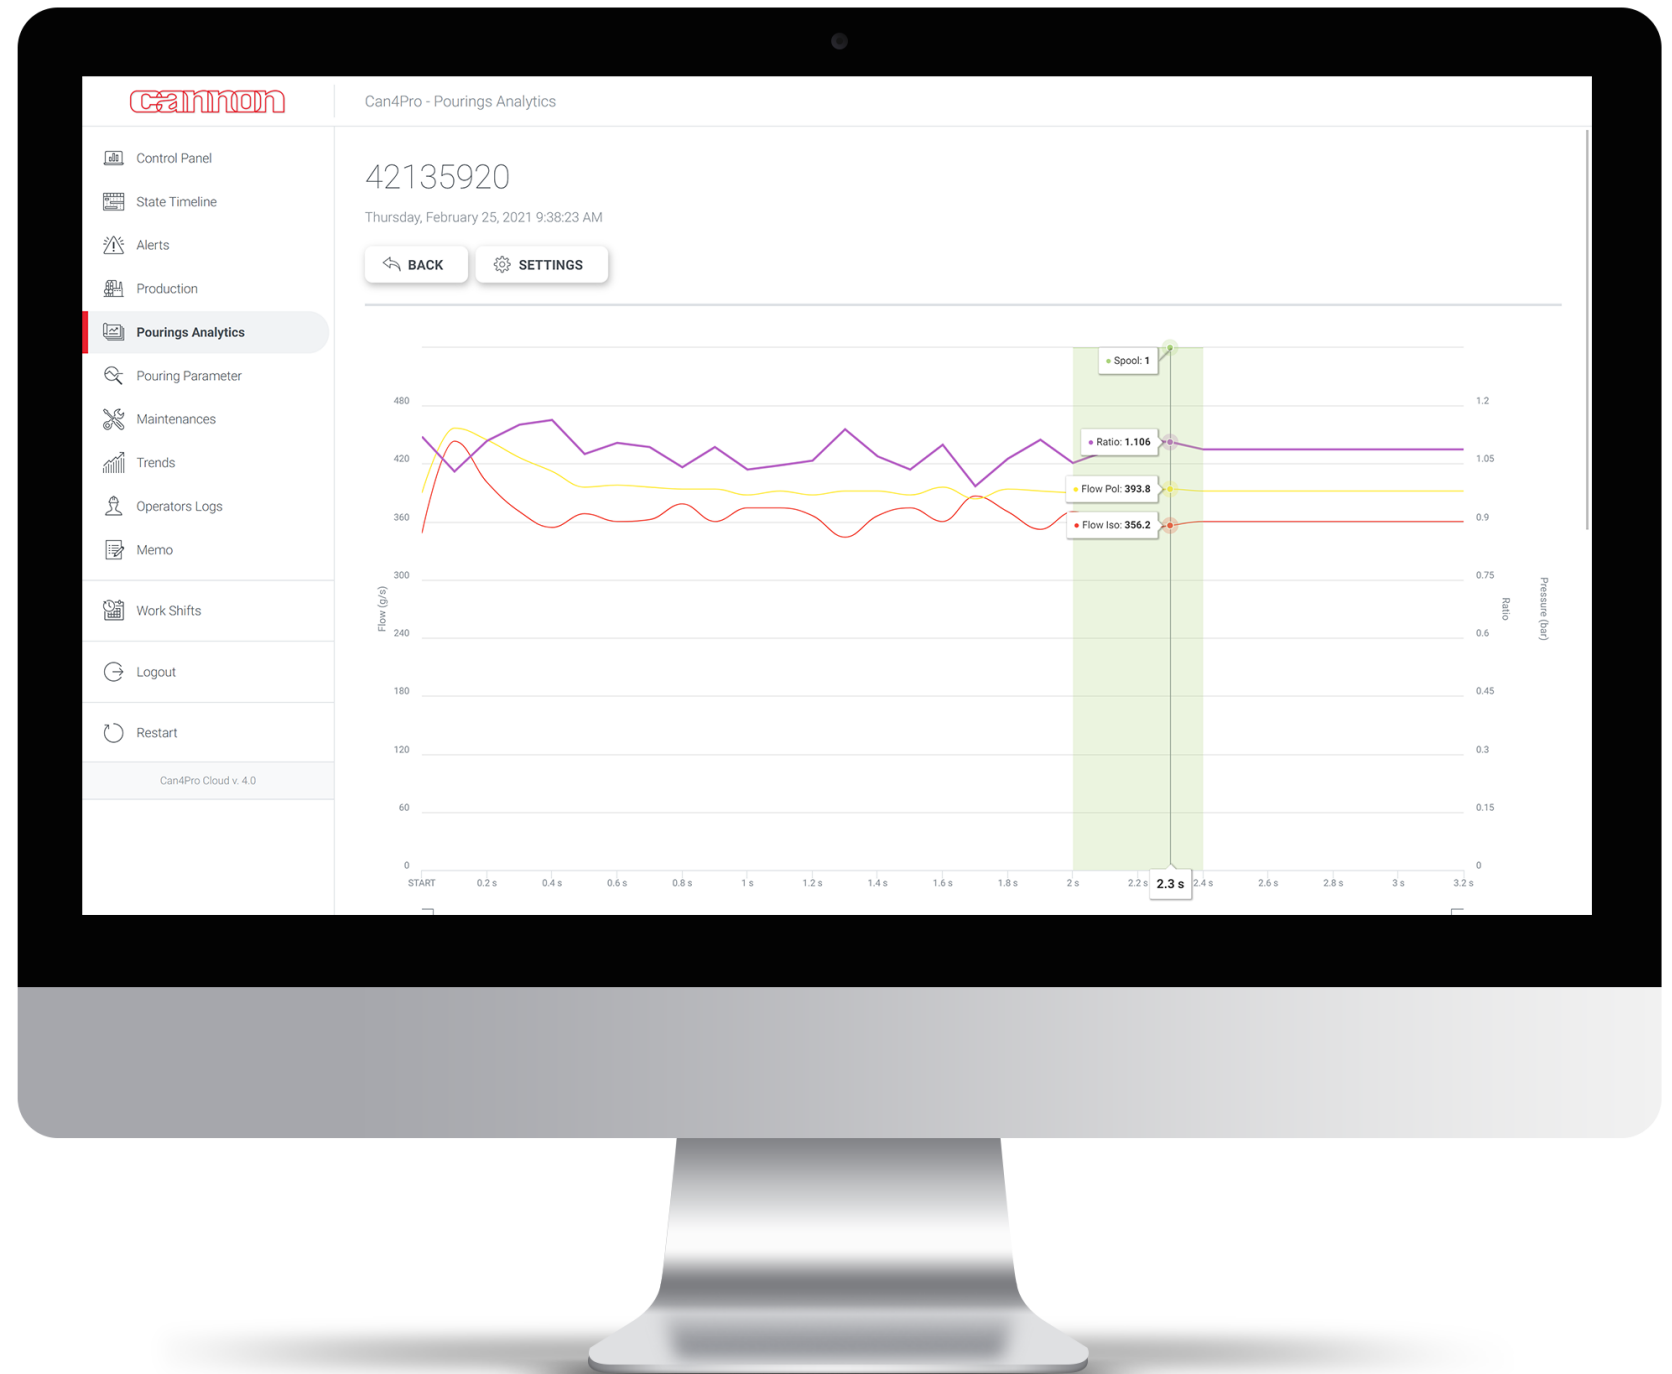 cannon
Can4Pro - Pourings Analytics
Control Panel
State Timeline
Alerts
Production
Pourings Analytics
Pouring Parameter
Maintenances
Trends
Operators Logs
Memo
Work Shifts
Logout
Restart
Can4Pro Cloud v. 4.0
42135920
Thursday, February 25, 2021 9:38:23 AM
BACK
SETTINGS
Spool: 1
Ratio: 1.106
Flow Pol: 393.8
Flow Iso: 356.2
480
420
360
300
240
180
120
60
0
Flow (g/s)
1.2
1.05
0.9
0.75
0.6
0.45
0.3
0.15
0
Ratio
Pressure (bar)
START 0.2 s 0.4 s 0.6 s 0.8 s 1 s 1.2 s 1.4 s 1.6 s 1.8 s 2 s 2.2 s 2.3 s 2.4 s 2.6 s 2.8 s 3 s 3.2 s